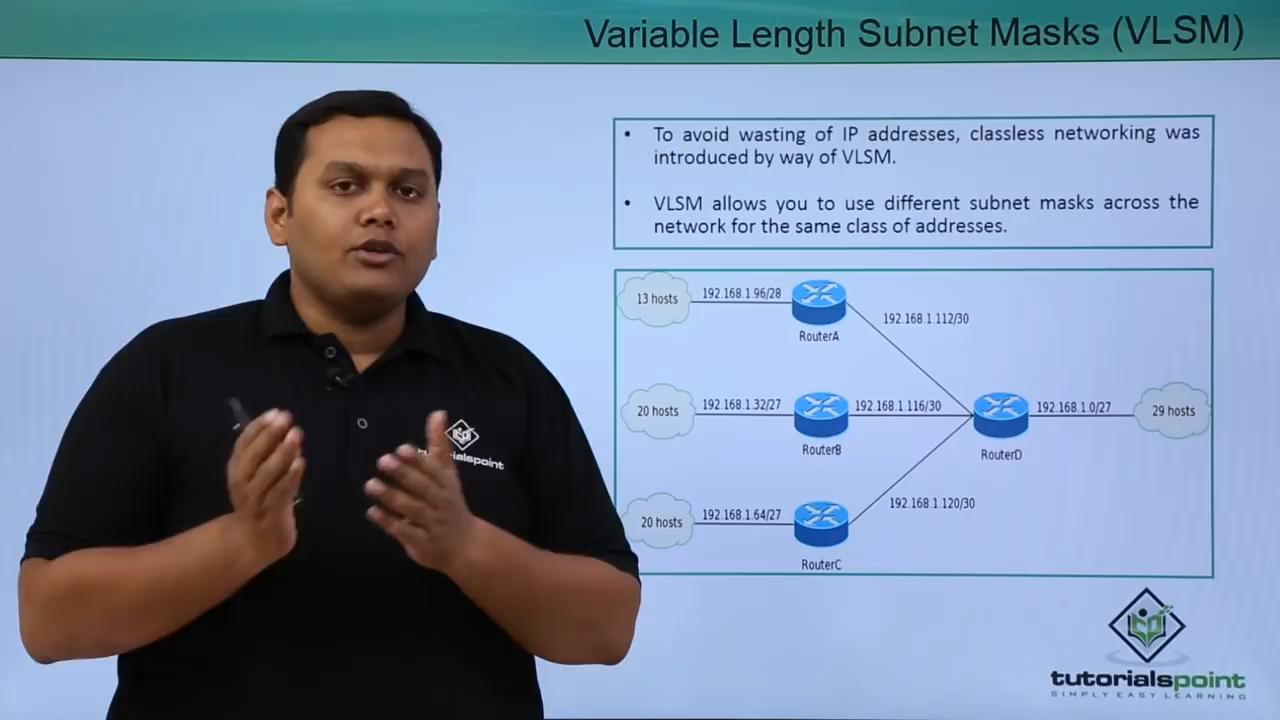 Variable Length Subnet Masks (VLSM)
• To avoid wasting of IP addresses, classless networking was
introduced by way of VLSM.
• VLSM allows you to use different subnet masks across the
network for the same class of addresses.
13 hosts
192.168.1.96/28
RouterA
192.168.1.112/30
20 hosts
192.168.1.32/27
RouterB
192.168.1.116/30
RouterD
192.168.1.0/27
29 hosts
20 hosts
192.168.1.64/27
RouterC
192.168.1.120/30
tutorialspoint
SIMPLY EASY LEARNING